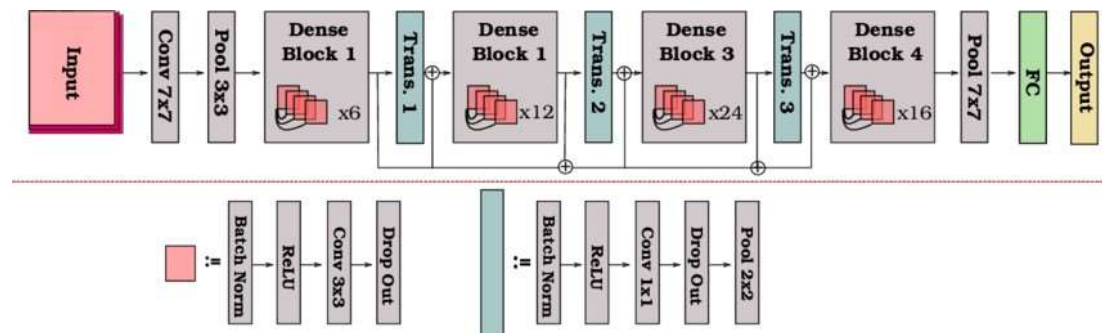 Input
Conv 7x7
Pool 3x3
Dense
Block 1
x6
Trans. 1
Dense
Block 1
x12
Trans. 2
Dense
Block 3
x24
Trans. 3
Dense
Block 4
x16
Pool 7x7
FC
Output
::=
Batch Norm
ReLU
Conv 3x3
Drop Out
::=
Batch Norm
ReLU
Conv 1x1
Drop Out
Pool 2x2